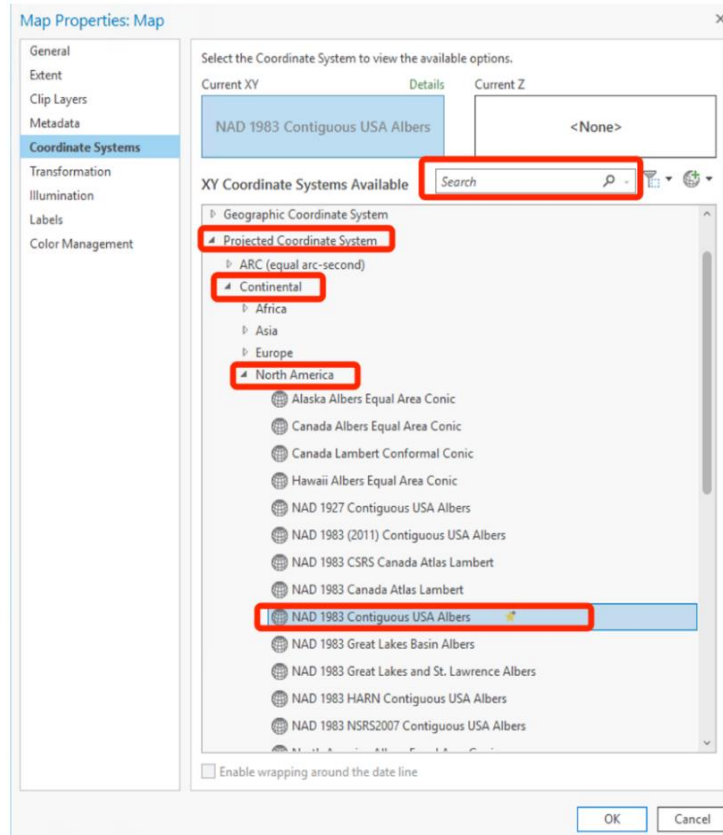 Map Properties: Map
General
Extent
Clip Layers
Metadata
Coordinate Systems
Transformation
Illumination
Labels
Color Management
Select the Coordinate System to view the available options.
Current XY Details Current Z
NAD 1983 Contiguous USA Albers <None>
XY Coordinate Systems Available Search
Geographic Coordinate System
Projected Coordinate System
ARC (equal arc-second)
Continental
Africa
Asia
Europe
North America
Alaska Albers Equal Area Conic
Canada Albers Equal Area Conic
Canada Lambert Conformal Conic
Hawaii Albers Equal Area Conic
NAD 1927 Contiguous USA Albers
NAD 1983 (2011) Contiguous USA Albers
NAD 1983 CSRS Canada Atlas Lambert
NAD 1983 Canada Atlas Lambert
NAD 1983 Contiguous USA Albers
NAD 1983 Great Lakes Basin Albers
NAD 1983 Great Lakes and St. Lawrence Albers
NAD 1983 HARN Contiguous USA Albers
NAD 1983 NSRS2007 Contiguous USA Albers
Enable wrapping around the date line
OK Cancel